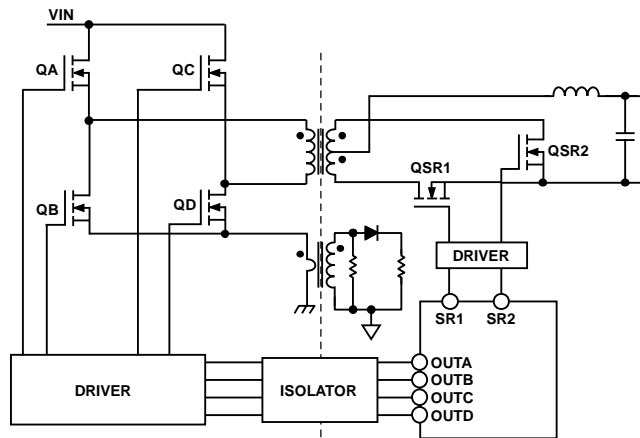 VIN
QA
QC
QSR1
QSR2
QB
QD
DRIVER
SR1
SR2
DRIVER
ISOLATOR
OUTA
OUTB
OUTC
OUTD